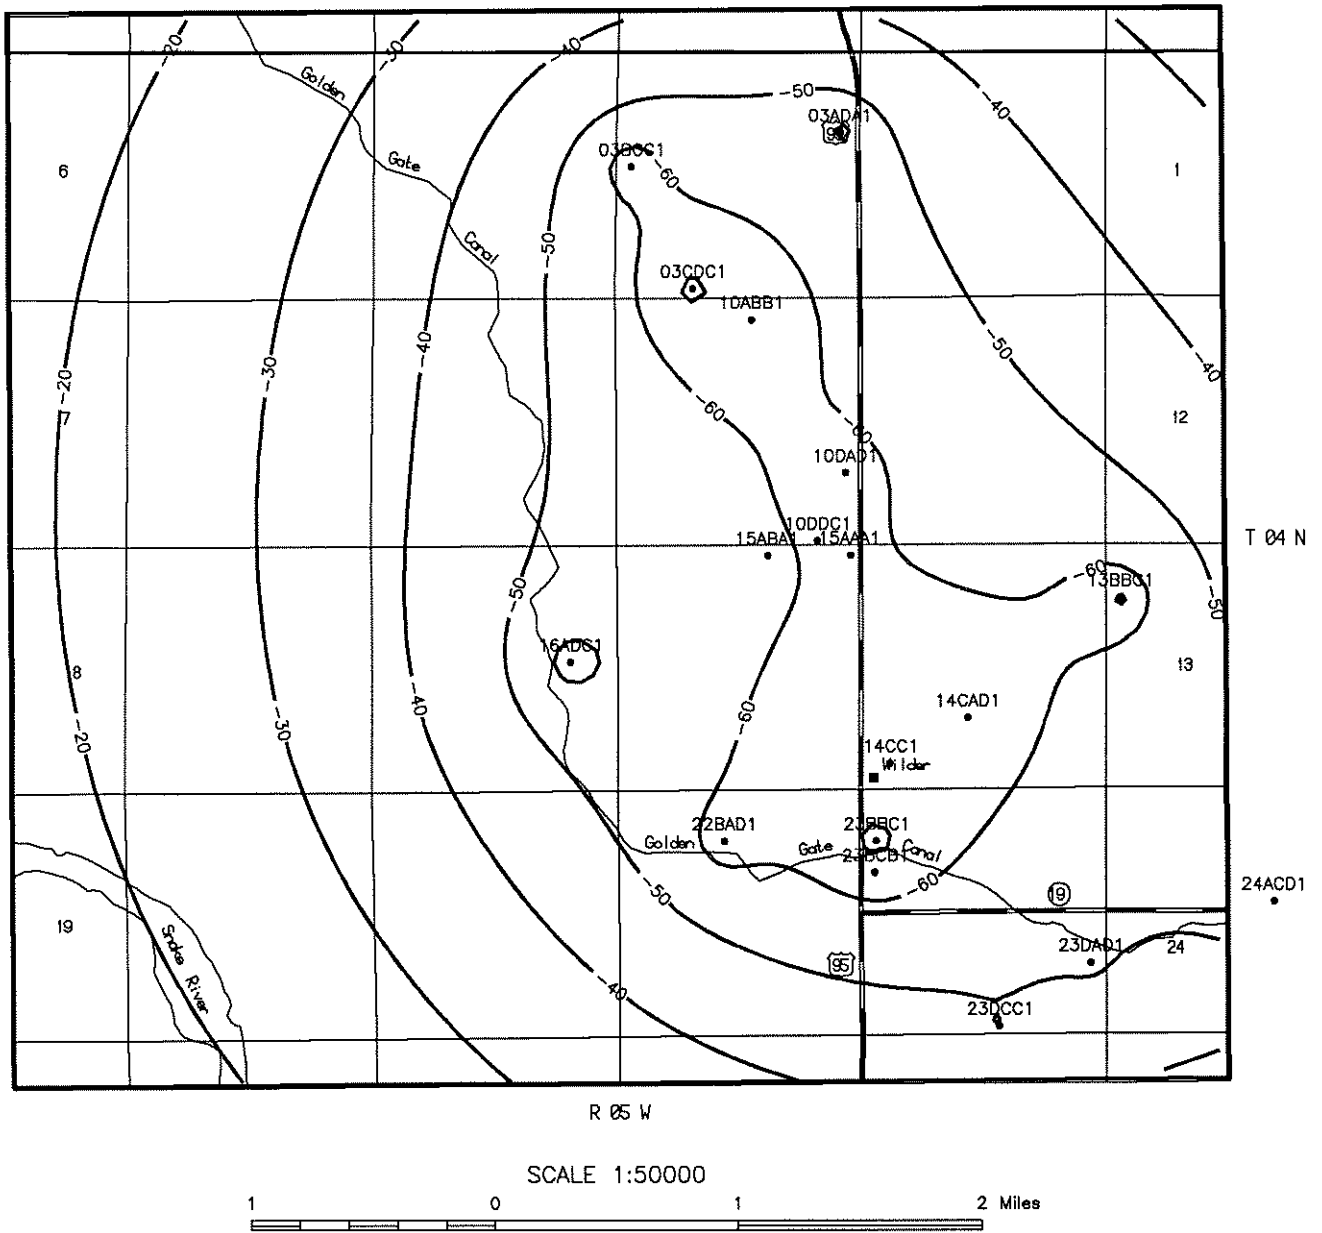 -20
-30
-40
Golden
-50
-40
03ADA1
95
03BCC1
6
Gate
-60
1
Canal
-50
03CDC1
10ABB1
-40
-50
-40
-20
-30
-60
7
12
-60
10DAD1
10DDC1
15ABA1
15AAA1
T 04 N
-50
-60
13BBC1
-50
16ADC1
8
13
-40
14CAD1
-60
-20
-30
14CC1
Wilder
22BAD1
23BBC1
Golden
Gate
Canal
23BCD1
-50
-60
19
24ACD1
19
Snake River
23DAD1
24
95
-40
23DCC1
R 05 W
SCALE 1:50000
1 0 1 2 Miles